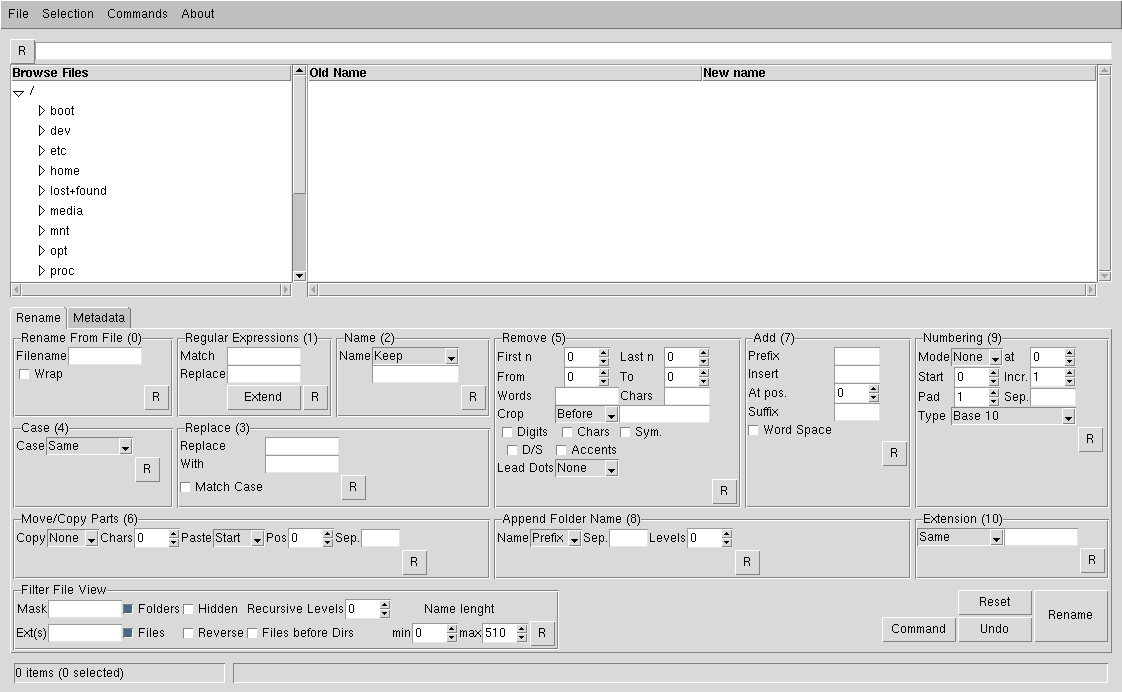 File Selection Commands About
R
Browse Files Old Name New name
/
boot
dev
etc
home
lost+found
media
mnt
opt
proc
Rename Metadata
Rename From File (0)
Filename
Wrap
R
Regular Expressions (1)
Match
Replace
Extend R
Name (2)
Name Keep
R
Case (4)
Case Same
R
Replace (3)
Replace
With
Match Case R
Remove (5)
First n 0 Last n 0
From 0 To 0
Words Chars
Crop Before
Digits Chars Sym.
D/S Accents
Lead Dots None
R
Add (7)
Prefix
Insert
At pos. 0
Suffix
Word Space
R
Numbering (9)
Mode None at 0
Start 0 Incr. 1
Pad 1 Sep.
Type Base 10
R
Move/Copy Parts (6)
Copy None Chars 0 Paste Start Pos 0 Sep.
R
Append Folder Name (8)
Name Prefix Sep. Levels 0
R
Extension (10)
Same
R
Filter File View
Mask Folders Hidden Recursive Levels 0 Name lenght
Ext(s) Files Reverse Files before Dirs min 0 max 510 R
Reset
Command Undo Rename
0 items (0 selected)